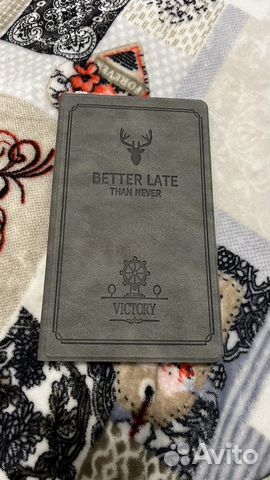 BETTER LATE
THAN NEVER
VICTORY
Avito